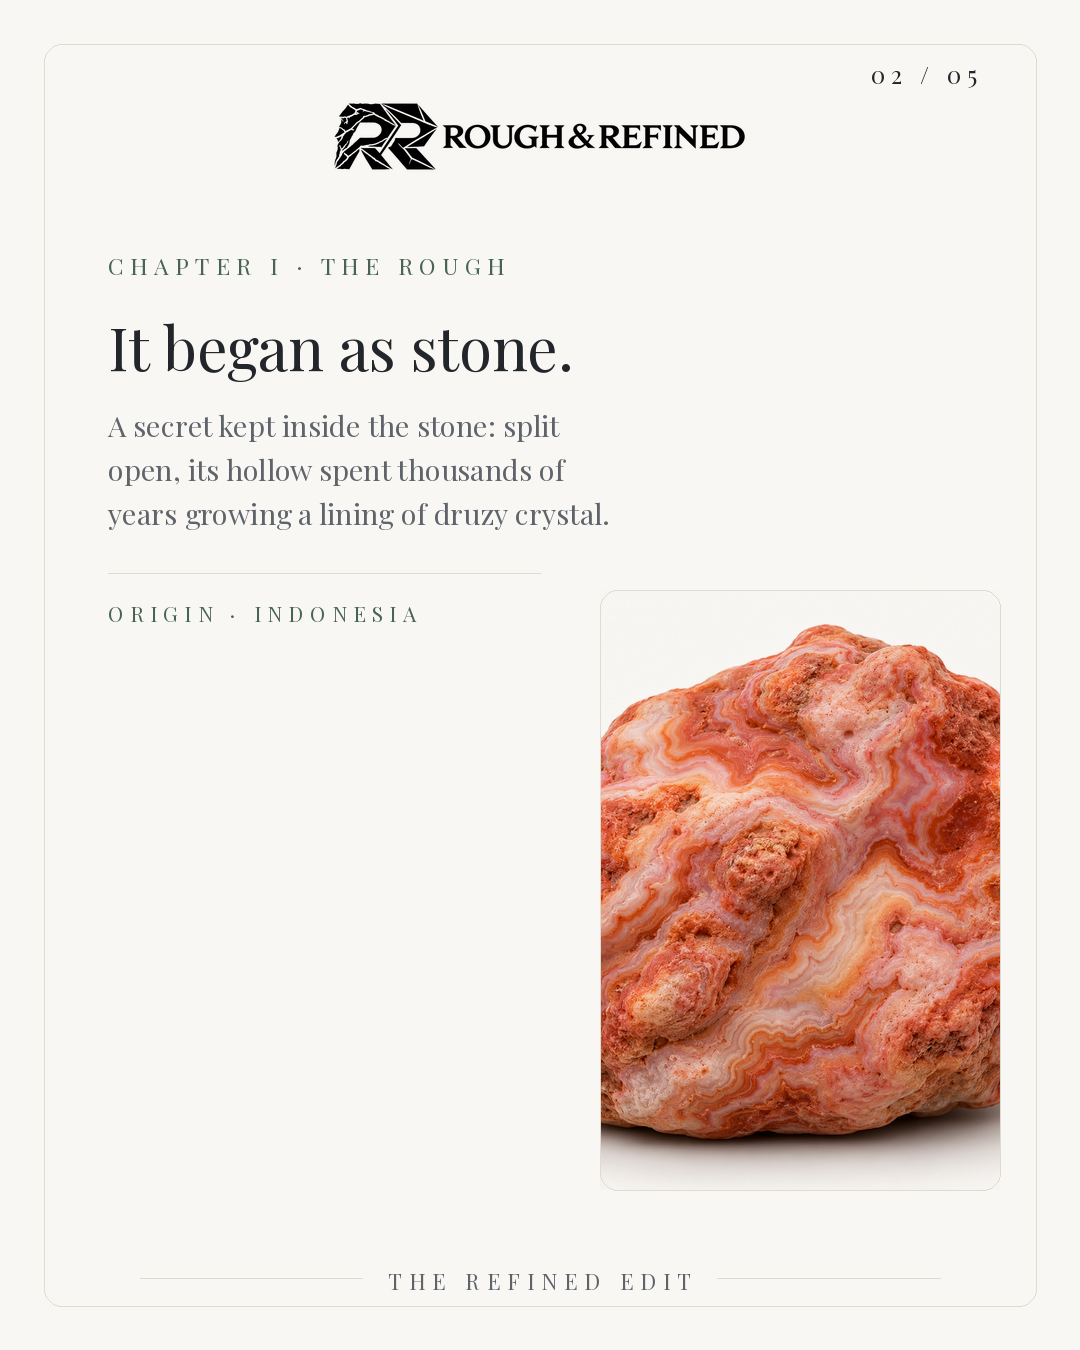 02 / 05
RR ROUGH & REFINED
CHAPTER I · THE ROUGH
It began as stone.
A secret kept inside the stone: split
open, its hollow spent thousands of
years growing a lining of druzy crystal.
ORIGIN · INDONESIA
THE REFINED EDIT